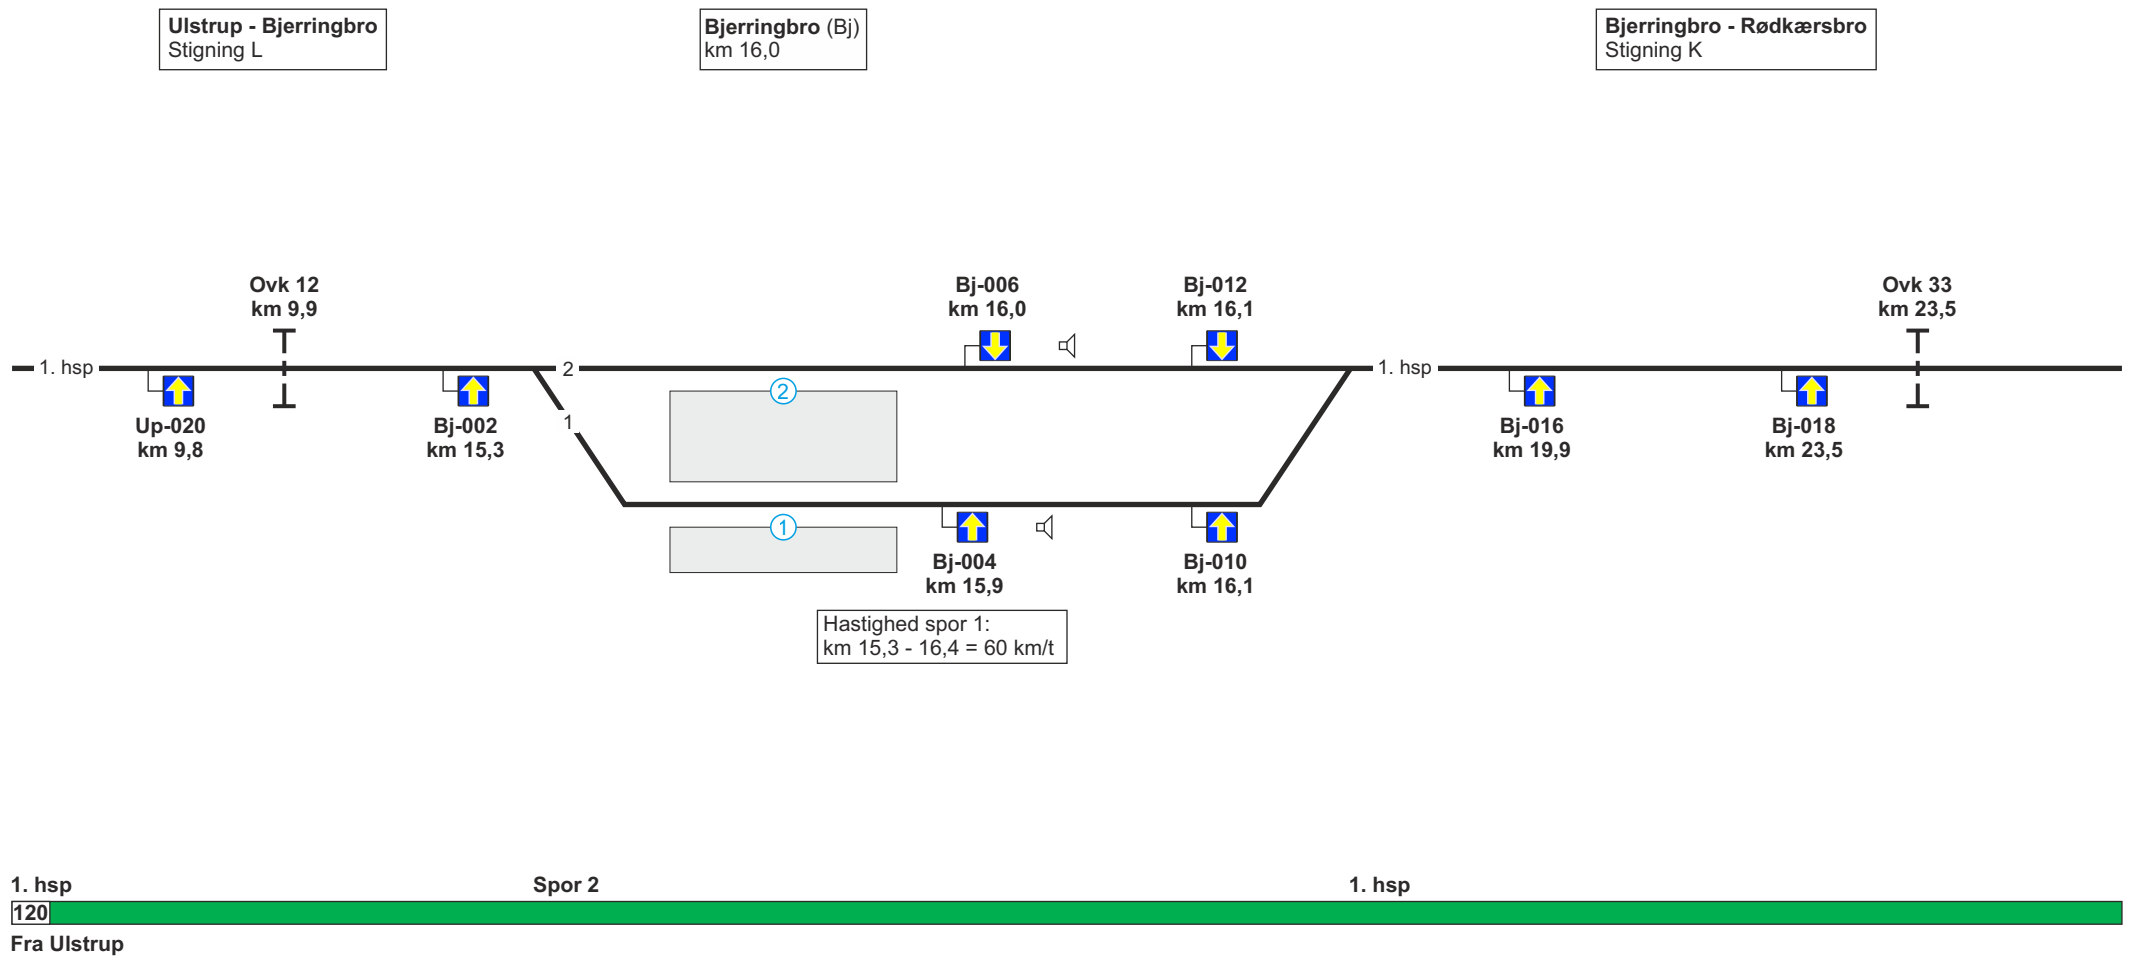 Ulstrup - Bjerringbro
Stigning L
Bjerringbro (Bj)
km 16,0
Bjerringbro - Rødkærsbro
Stigning K
Ovk 12
km 9,9
Bj-006
km 16,0
Bj-012
km 16,1
Ovk 33
km 23,5
1. hsp
2
1. hsp
2
1
Up-020
km 9,8
Bj-002
km 15,3
Bj-016
km 19,9
Bj-018
km 23,5
1
Bj-004
km 15,9
Bj-010
km 16,1
Hastighed spor 1:
km 15,3 - 16,4 = 60 km/t
1. hsp
Spor 2
1. hsp
120
Fra Ulstrup